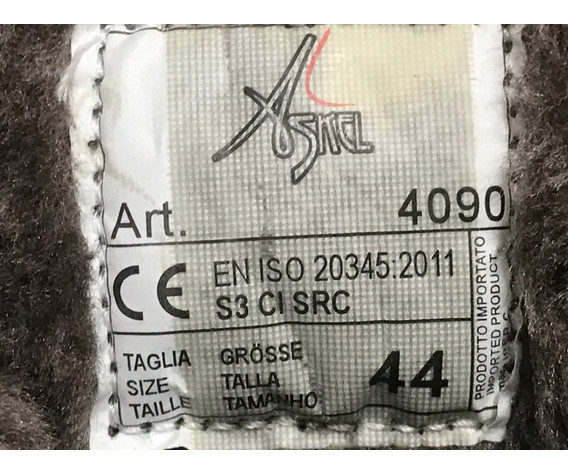 Asnel
Art. 4090
CE EN ISO 20345:2011
S3 CI SRC
TAGLIA GRÖSSE
SIZE TALLA 44
TAILLE TAMANHO
PRODOTTO IMPORTATO
IMPORTED PRODUCT